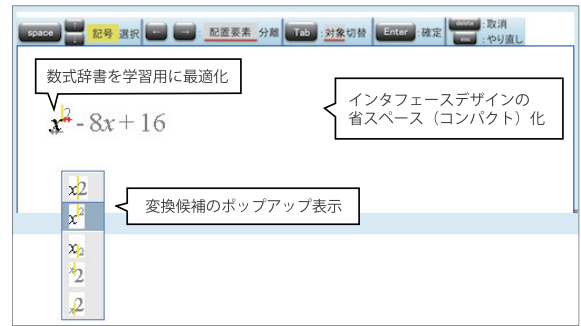 space ↑ ↓ : 記号 選択 ← → : 配置要素 分離 Tab : 対象切替 Enter : 確定 delete : 取消
esc : やり直し
数式辞書を学習用に最適化
インタフェースデザインの
省スペース（コンパクト）化
x² - 8x + 16
x2
x²
変換候補のポップアップ表示
x₂
ˣ2
ₓ2